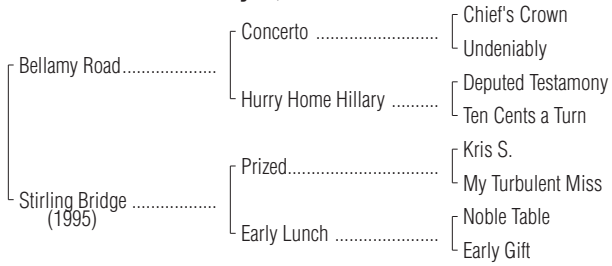 Chief's Crown
Concerto ......................
Undeniably
Bellamy Road.................
Deputed Testamony
Hurry Home Hillary ..........
Ten Cents a Turn
Kris S.
Prized...........................
My Turbulent Miss
Stirling Bridge ...............
(1995)
Noble Table
Early Lunch ...................
Early Gift